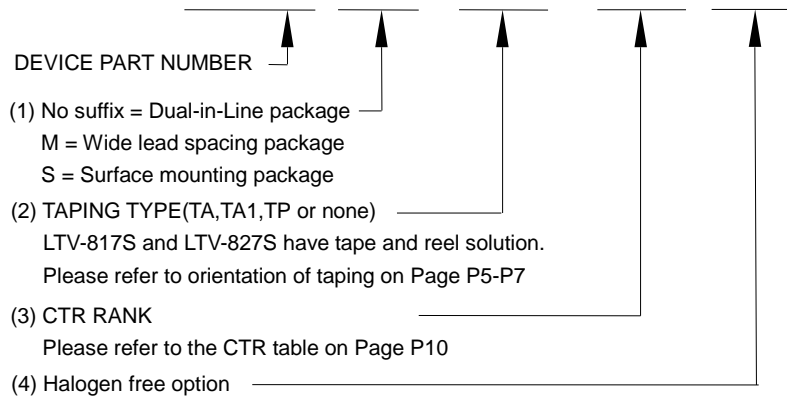 DEVICE PART NUMBER
(1) No suffix = Dual-in-Line package
M = Wide lead spacing package
S = Surface mounting package
(2) TAPING TYPE(TA,TA1,TP or none)
LTV-817S and LTV-827S have tape and reel solution.
Please refer to orientation of taping on Page P5-P7
(3) CTR RANK
Please refer to the CTR table on Page P10
(4) Halogen free option